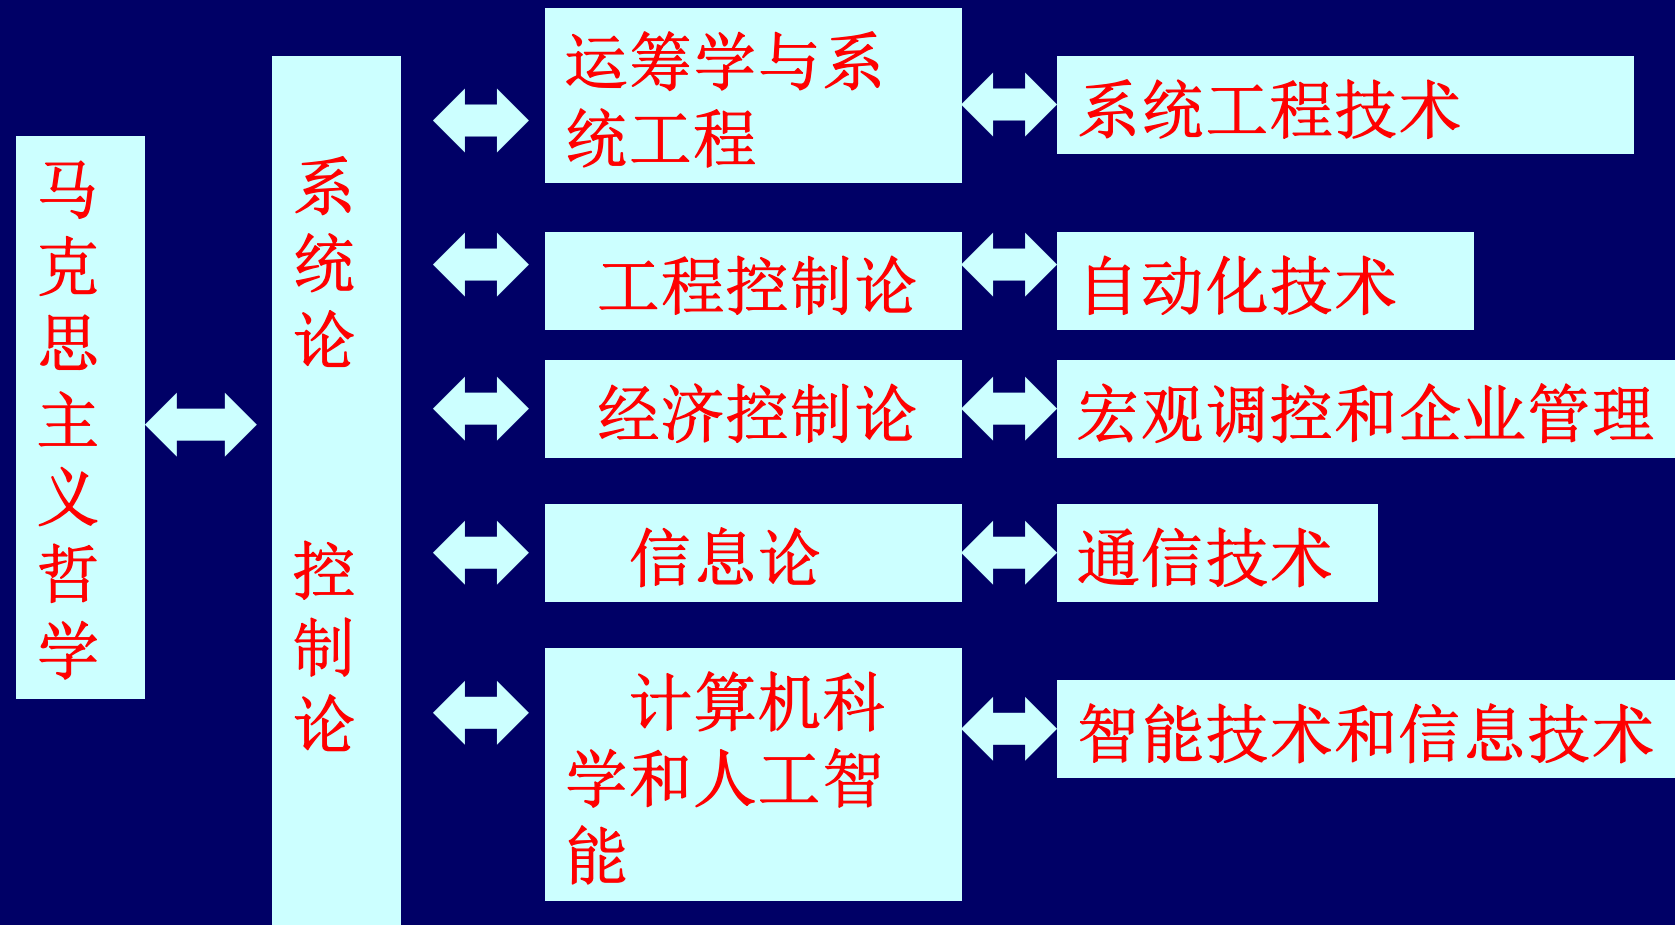 马克思主义哲学
系统论
控制论
运筹学与系
统工程
系统工程技术
工程控制论
自动化技术
经济控制论
宏观调控和企业管理
信息论
通信技术
计算机科
学和人工智
能
智能技术和信息技术